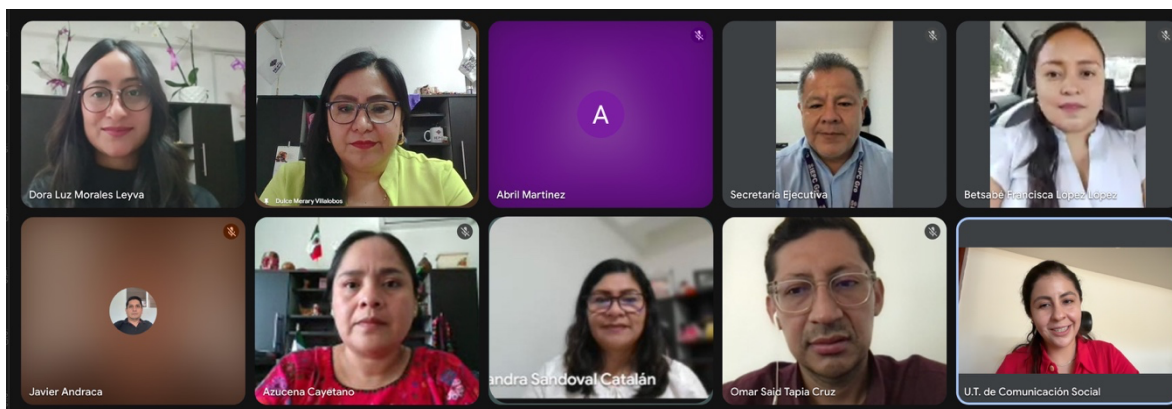 Dora Luz Morales Leyva
Dulce Merary Villalobos
A
Abril Martinez
Secretaría Ejecutiva
Betsabé Francisca Lopez López
Javier Andraca
Azucena Cayetano
andra Sandoval Catalán
Omar Said Tapia Cruz
U.T. de Comunicación Social